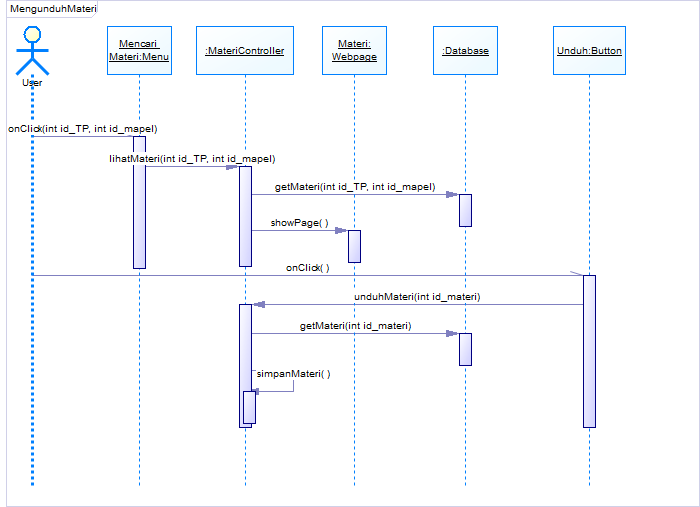 MengunduhMateri
User
Mencari
Materi:Menu
:MateriController
Materi:
Webpage
:Database
Unduh:Button
onClick(int id_TP, int id_mapel)
lihatMateri(int id_TP, int id_mapel)
getMateri(int id_TP, int id_mapel)
showPage( )
onClick( )
unduhMateri(int id_materi)
getMateri(int id_materi)
simpanMateri( )